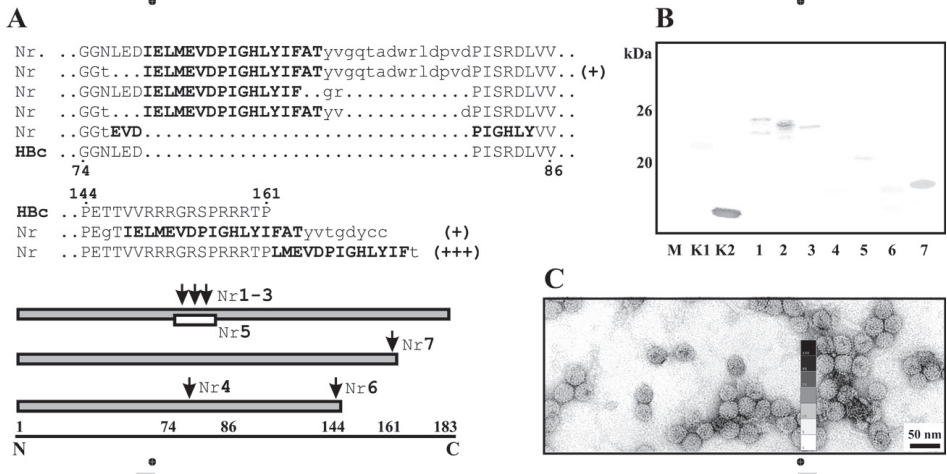 A
Nr. ..GGNLEDIELMEVDPIGHLYIFATyvgqtadwrldpvdPISRDLVV..
Nr ..GGt...IELMEVDPIGHLYIFATyvgqtadwrldpvdPISRDLVV..(+)
Nr ..GGNLEDIELMEVDPIGHLYIF..gr............PISRDLVV..
Nr ..GGt...IELMEVDPIGHLYIFATyv............dPISRDLVV..
Nr ..GGtEVD................................PIGHLYVV..
HBc ..GGNLED................................PISRDLVV..
74 86
144 161
HBc ..PETTVVRRRGRSPRRRTP
Nr ..PEgTIELMEVDPIGHLYIFATyvtgdycc (+)
Nr ..PETTVVRRRGRSPRRRTPLMEVDPIGHLYIFt (+++)
Nr1-3
Nr5
Nr7
Nr4 Nr6
1 74 86 144 161 183
N C
B
kDa
26
20
M K1 K2 1 2 3 4 5 6 7
C
50 nm